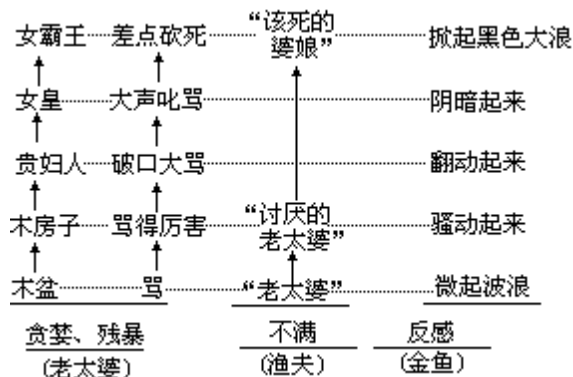 女霸王 差点砍死 “该死的婆娘” 掀起黑色大浪
女皇 大声叱骂 阴暗起来
贵妇人 破口大骂 翻动起来
木房子 骂得厉害 “讨厌的老太婆” 骚动起来
木盆 骂 “老太婆” 微起波浪
贪婪、残暴 不满 反感
(老太婆) (渔夫) (金鱼)